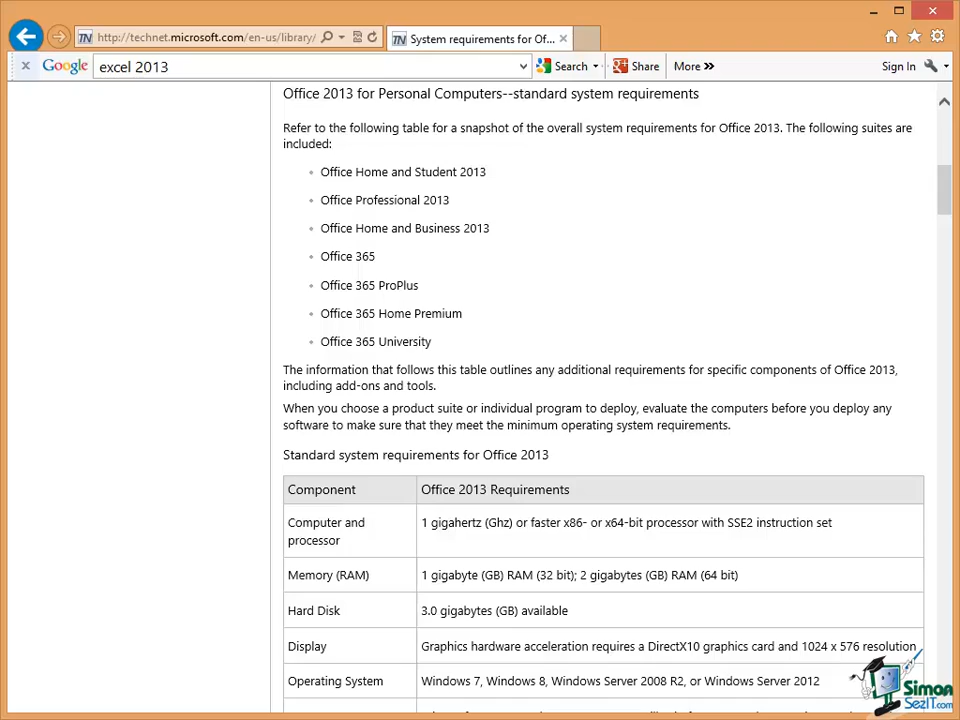 http://technet.microsoft.com/en-us/library/
System requirements for Of...
Google
excel 2013
Search
Share
More
Sign In
Office 2013 for Personal Computers--standard system requirements
Refer to the following table for a snapshot of the overall system requirements for Office 2013. The following suites are
included:
Office Home and Student 2013
Office Professional 2013
Office Home and Business 2013
Office 365
Office 365 ProPlus
Office 365 Home Premium
Office 365 University
The information that follows this table outlines any additional requirements for specific components of Office 2013,
including add-ons and tools.
When you choose a product suite or individual program to deploy, evaluate the computers before you deploy any
software to make sure that they meet the minimum operating system requirements.
Standard system requirements for Office 2013
Component Office 2013 Requirements
Computer and 1 gigahertz (Ghz) or faster x86- or x64-bit processor with SSE2 instruction set
processor
Memory (RAM) 1 gigabyte (GB) RAM (32 bit); 2 gigabytes (GB) RAM (64 bit)
Hard Disk 3.0 gigabytes (GB) available
Display Graphics hardware acceleration requires a DirectX10 graphics card and 1024 x 576 resolution
Operating System Windows 7, Windows 8, Windows Server 2008 R2, or Windows Server 2012
Simon
SezIT.com